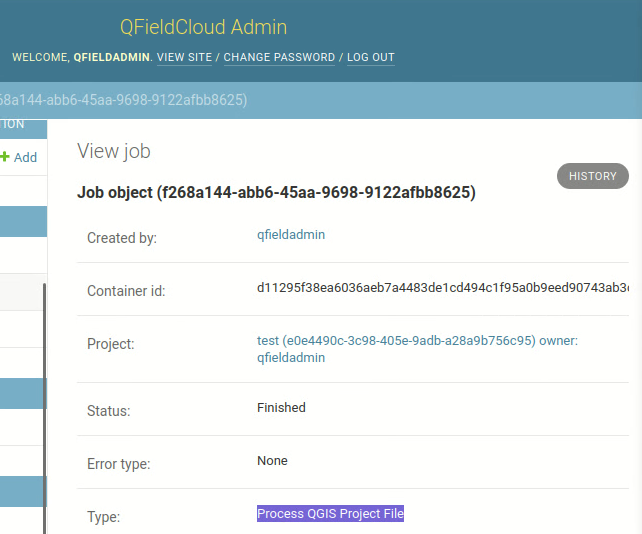 QFieldCloud Admin
WELCOME, QFIELDADMIN. VIEW SITE / CHANGE PASSWORD / LOG OUT
68a144-abb6-45aa-9698-9122afbb8625)
ION
+ Add
View job
HISTORY
Job object (f268a144-abb6-45aa-9698-9122afbb8625)
Created by: qfieldadmin
Container id: d11295f38ea6036aeb7a4483de1cd494c1f95a0b9eed90743ab3
Project: test (e0e4490c-3c98-405e-9adb-a28a9b756c95) owner:
qfieldadmin
Status: Finished
Error type: None
Type: Process QGIS Project File